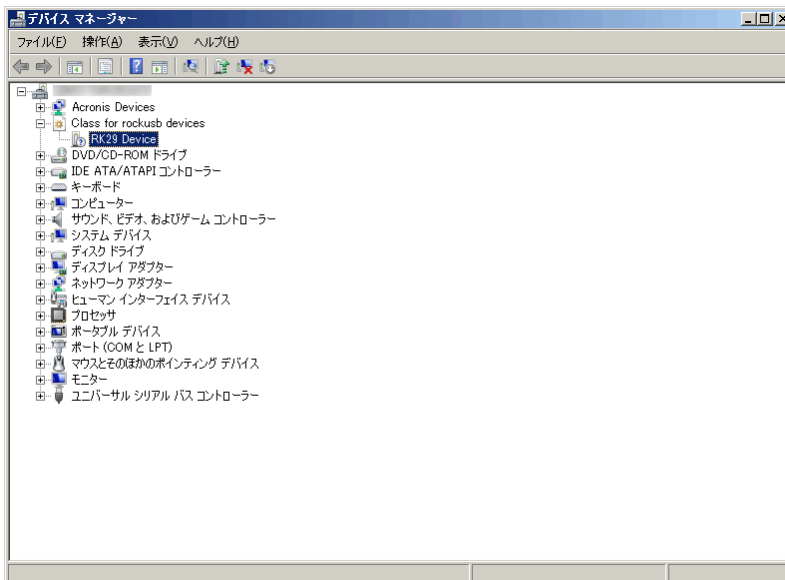 デバイス マネージャー
ファイル(F) 操作(A) 表示(V) ヘルプ(H)
Acronis Devices
Class for rockusb devices
RK29 Device
DVD/CD-ROM ドライブ
IDE ATA/ATAPI コントローラー
キーボード
コンピューター
サウンド、ビデオ、およびゲーム コントローラー
システム デバイス
ディスク ドライブ
ディスプレイ アダプター
ネットワーク アダプター
ヒューマン インターフェイス デバイス
プロセッサ
ポータブル デバイス
ポート (COM と LPT)
マウスとそのほかのポインティング デバイス
モニター
ユニバーサル シリアル バス コントローラー